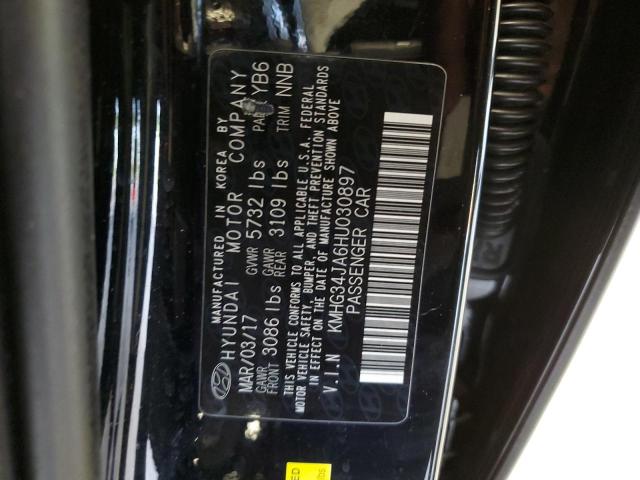 MANUFACTURED IN KOREA BY
HYUNDAI MOTOR COMPANY
MAR/03/17 GVWR 5732 lbs PAINT YB6
GAWR FRONT 3086 lbs GAWR REAR 3109 lbs TRIM NNB
THIS VEHICLE CONFORMS TO ALL APPLICABLE U.S.A. FEDERAL
MOTOR VEHICLE SAFETY, BUMPER, AND THEFT PREVENTION STANDARDS
IN EFFECT ON THE DATE OF MANUFACTURE SHOWN ABOVE
V.I.N KMHG34JA6HU030897
PASSENGER CAR